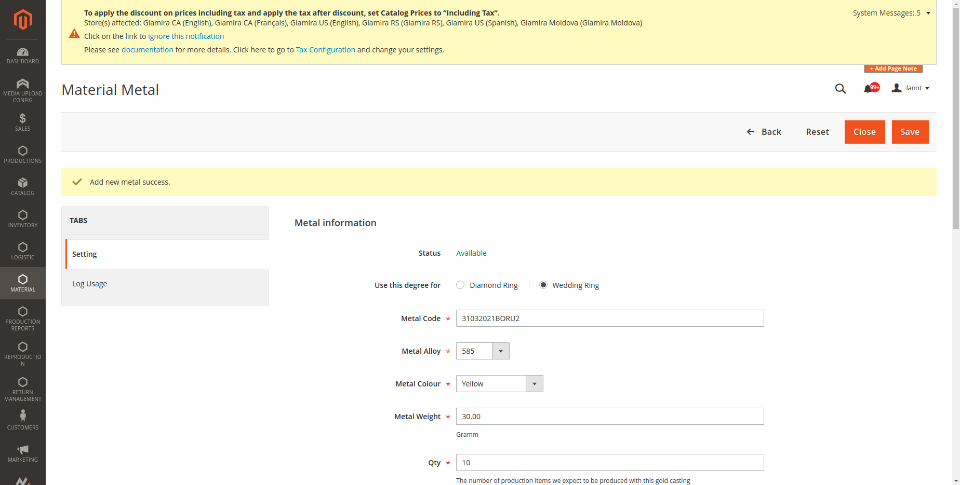 To apply the discount on prices including tax and apply the tax after discount, set Catalog Prices to "Including Tax".
Store(s) affected: Glamira CA (English), Glamira CA (Français), Glamira US (English), Glamira RS (Glamira RS), Glamira US (Spanish), Glamira Moldova (Glamira Moldova)
Click on the link to ignore this notification
Please see documentation for more details. Click here to go to Tax Configuration and change your settings.
System Messages: 5
+ Add Page Note
Material Metal
99+
lannt
Back
Reset
Close
Save
Add new metal success.
DASHBOARD
MEDIA UPLOAD
CONFIG
SALES
PRODUCTIONS
CATALOG
INVENTORY
LOGISTIC
MATERIAL
PRODUCTION
REPORTS
REPRODUCTIO
N
RETURN
MANAGEMENT
CUSTOMERS
MARKETING
TABS
Setting
Log Usage
Metal information
Status Available
Use this degree for Diamond Ring Wedding Ring
Metal Code * 31032021BORU2
Metal Alloy * 585
Metal Colour * Yellow
Metal Weight * 30.00
Gramm
Qty * 10
The number of production items we expect to be produced with this gold casting